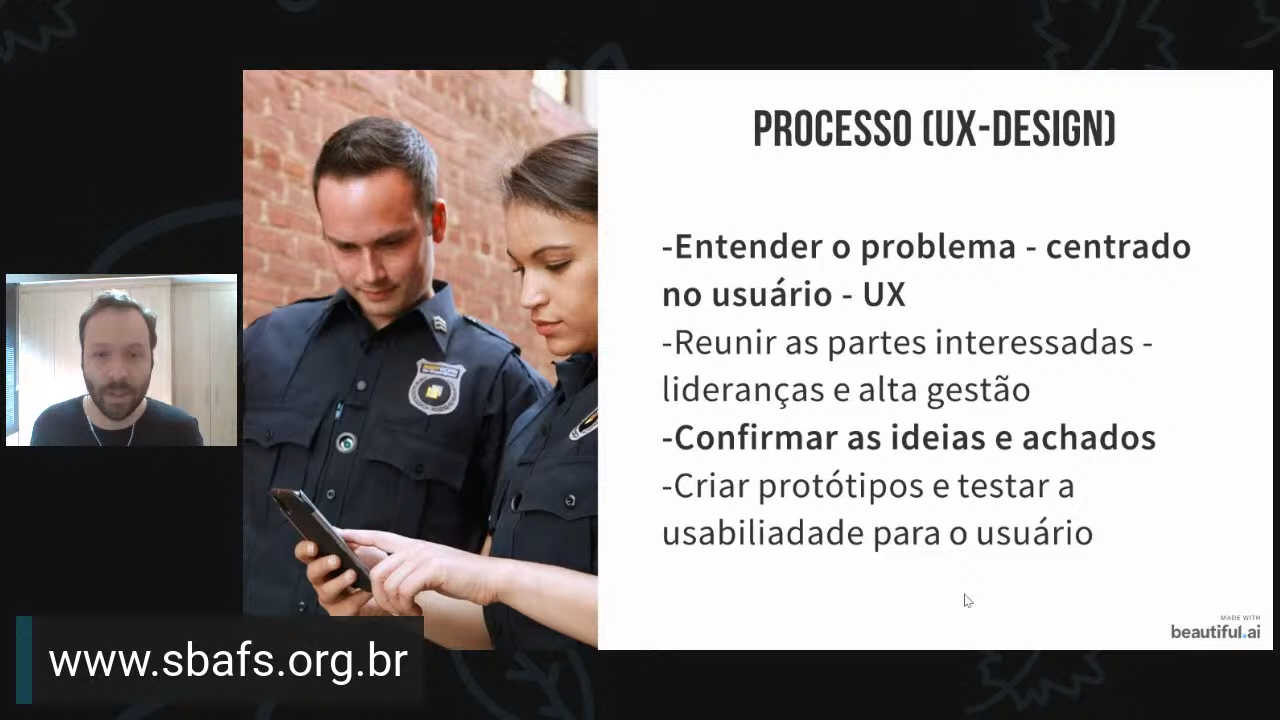 PROCESSO (UX-DESIGN)
-Entender o problema - centrado
no usuário - UX
-Reunir as partes interessadas -
lideranças e alta gestão
-Confirmar as ideias e achados
-Criar protótipos e testar a
usabiliadade para o usuário
MADE WITH
beautiful.ai
www.sbafs.org.br